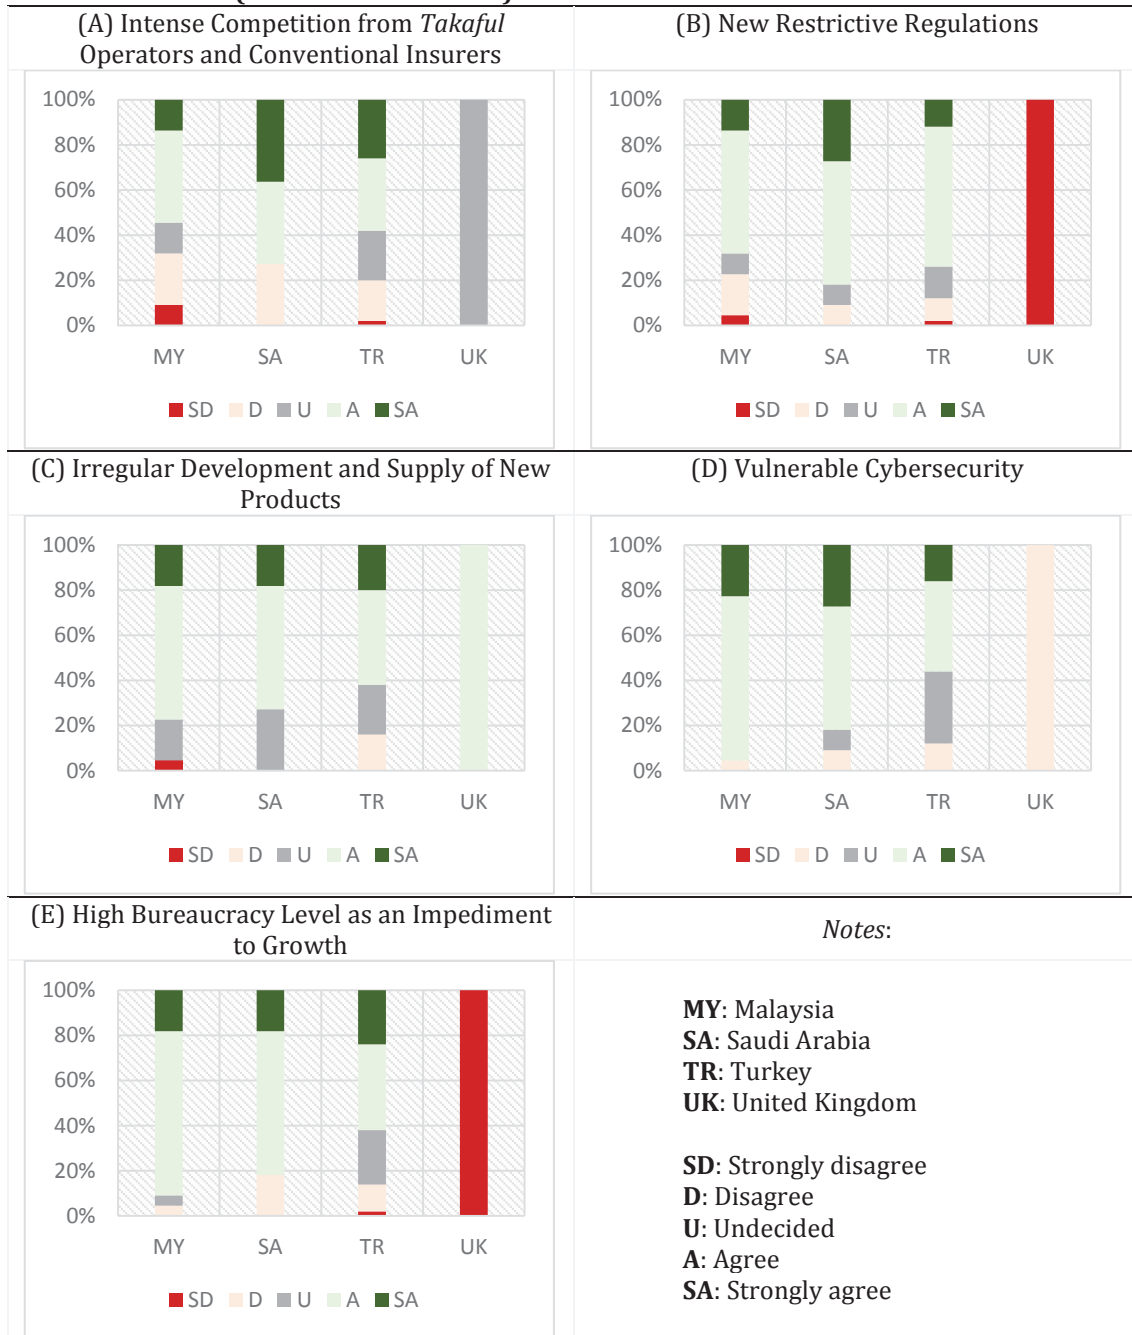 (A) Intense Competition from Takaful
Operators and Conventional Insurers
(B) New Restrictive Regulations
100%
80%
60%
40%
20%
0%
MY SA TR UK
SD D U A SA
100%
80%
60%
40%
20%
0%
MY SA TR UK
SD D U A SA
(C) Irregular Development and Supply of New
Products
(D) Vulnerable Cybersecurity
100%
80%
60%
40%
20%
0%
MY SA TR UK
SD D U A SA
100%
80%
60%
40%
20%
0%
MY SA TR UK
SD D U A SA
(E) High Bureaucracy Level as an Impediment
to Growth
100%
80%
60%
40%
20%
0%
MY SA TR UK
SD D U A SA
Notes:
MY: Malaysia
SA: Saudi Arabia
TR: Turkey
UK: United Kingdom
SD: Strongly disagree
D: Disagree
U: Undecided
A: Agree
SA: Strongly agree